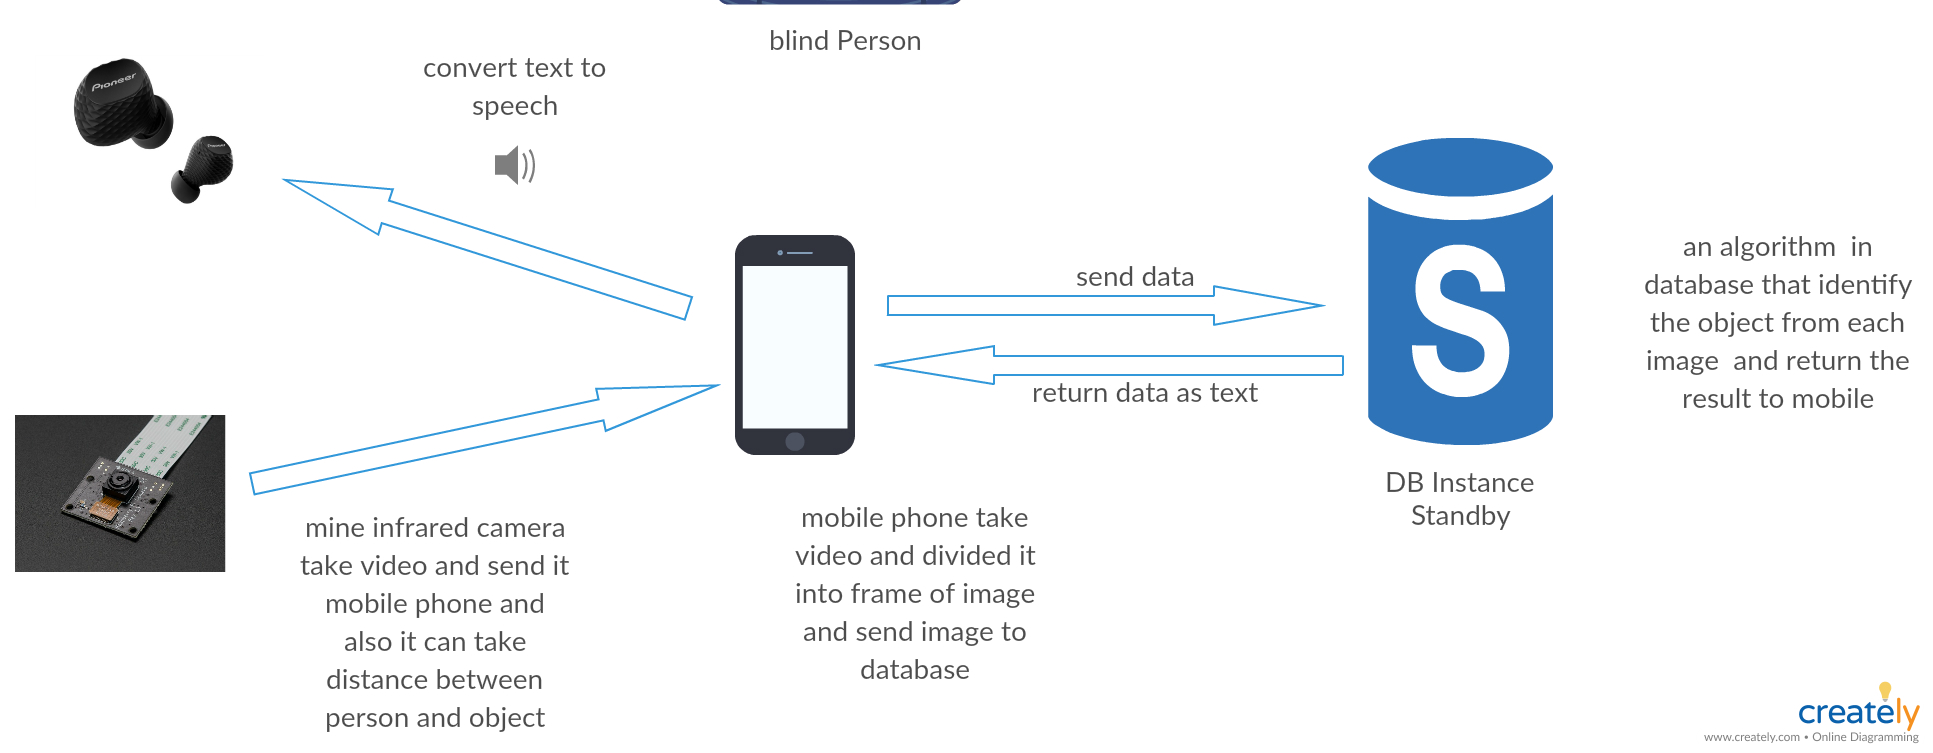 blind Person
convert text to
speech
Pioneer
Pioneer
send data
return data as text
S
an algorithm  in
database that identify
the object from each
image  and return the
result to mobile
DB Instance
Standby
mine infrared camera
take video and send it
mobile phone and
also it can take
distance between
person and object
mobile phone take
video and divided it
into frame of image
and send image to
database
creately
www.creately.com • Online Diagramming